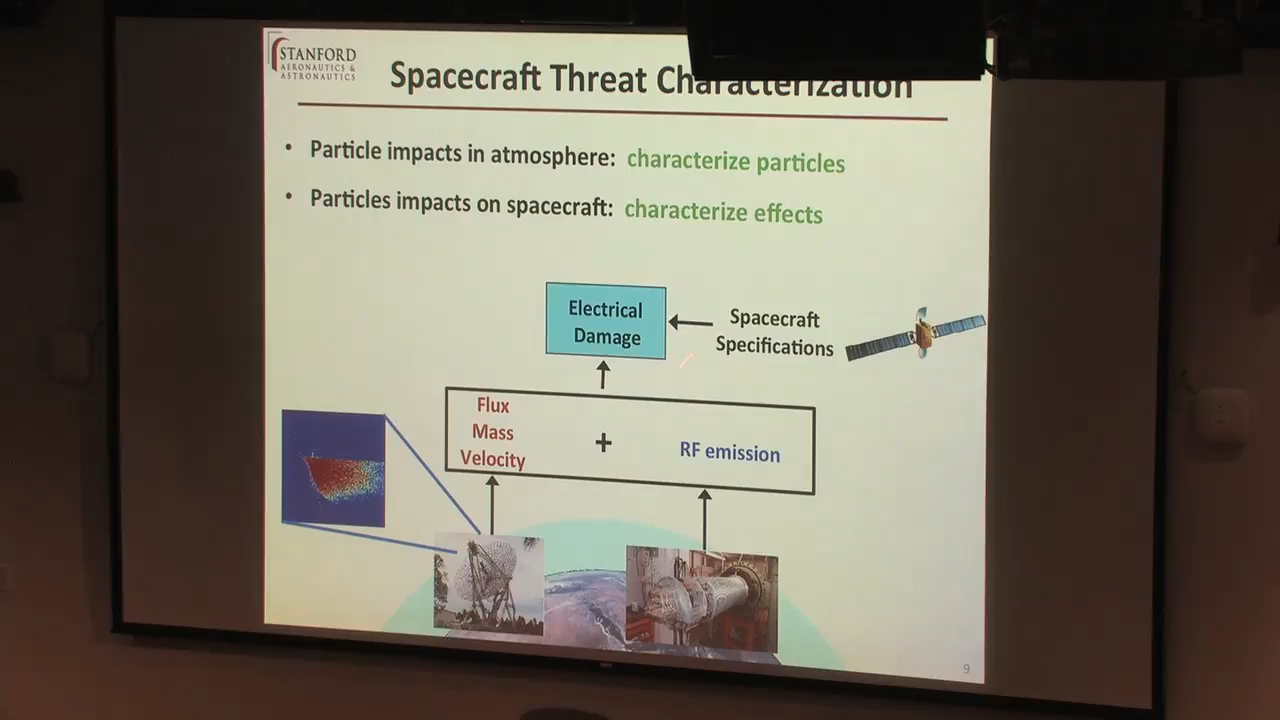 STANFORD
AERONAUTICS &
ASTRONAUTICS
Spacecraft Threat Characterization
• Particle impacts in atmosphere: characterize particles
• Particles impacts on spacecraft: characterize effects
Electrical
Damage
Spacecraft
Specifications
Flux
Mass
Velocity
+
RF emission
9